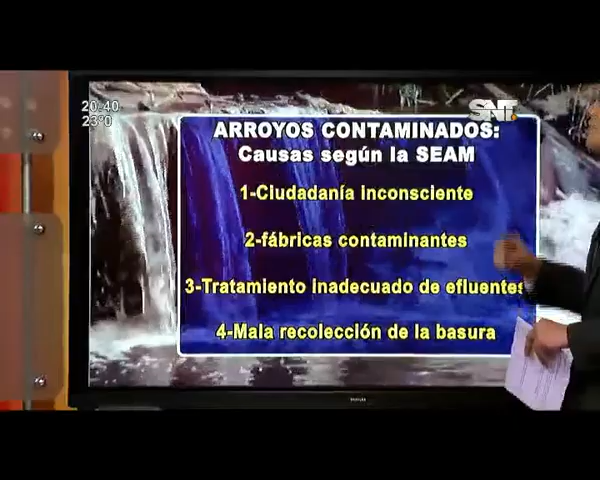 20:40
23°0
SNT
ARROYOS CONTAMINADOS:
Causas según la SEAM
1-Ciudadanía inconsciente
2-fábricas contaminantes
3-Tratamiento inadecuado de efluentes
4-Mala recolección de la basura